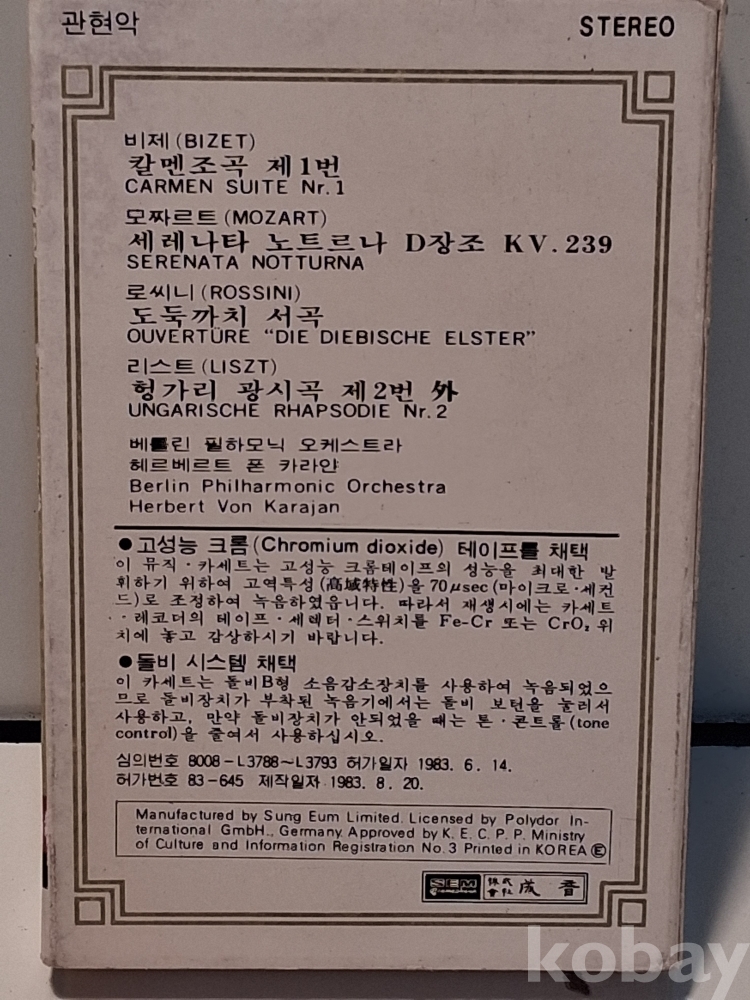 관현악
STEREO
비제 (BIZET)
칼멘조곡 제1번
CARMEN SUITE Nr. 1
모짜르트 (MOZART)
세레나타 노트르나 D장조 KV. 239
SERENATA NOTTURNA
로씨니 (ROSSINI)
도둑까치 서곡
OUVERTÜRE "DIE DIEBISCHE ELSTER"
리스트 (LISZT)
헝가리 광시곡 제2번 外
UNGARISCHE RHAPSODIE Nr. 2
베를린 필하모닉 오케스트라
헤르베르트 폰 카라얀
Berlin Philharmonic Orchestra
Herbert Von Karajan
●고성능 크롬(Chromium dioxide) 테이프를 채택
이 뮤직·카세트는 고성능 크롬테이프의 성능을 최대한 발
휘하기 위하여 고역특성(高域特性)을 70μsec(마이크로·세컨
드)로 조정하여 녹음하였읍니다. 따라서 재생시에는 카세트
·레코더의 테이프·세렉터·스위치를 Fe-Cr 또는 CrO₂ 위
치에 놓고 감상하시기 바랍니다.
●돌비 시스템 채택
이 카세트는 돌비B형 소음감소장치를 사용하여 녹음되었으
므로 돌비장치가 부착된 녹음기에서는 돌비 보턴을 눌러서
사용하고, 만약 돌비장치가 안되었을 때는 톤·콘트롤(tone
control)을 줄여서 사용하십시오.
심의번호 8008-L3788~L3793 허가일자 1983. 6. 14.
허가번호 83-645 제작일자 1983. 8. 20.
Manufactured by Sung Eum Limited. Licensed by Polydor In-
ternational GmbH., Germany. Approved by K. E. C. P. P. Ministry
of Culture and Information Registration No. 3 Printed in KOREA Ⓔ
SEM 株式會社 成音
kobay